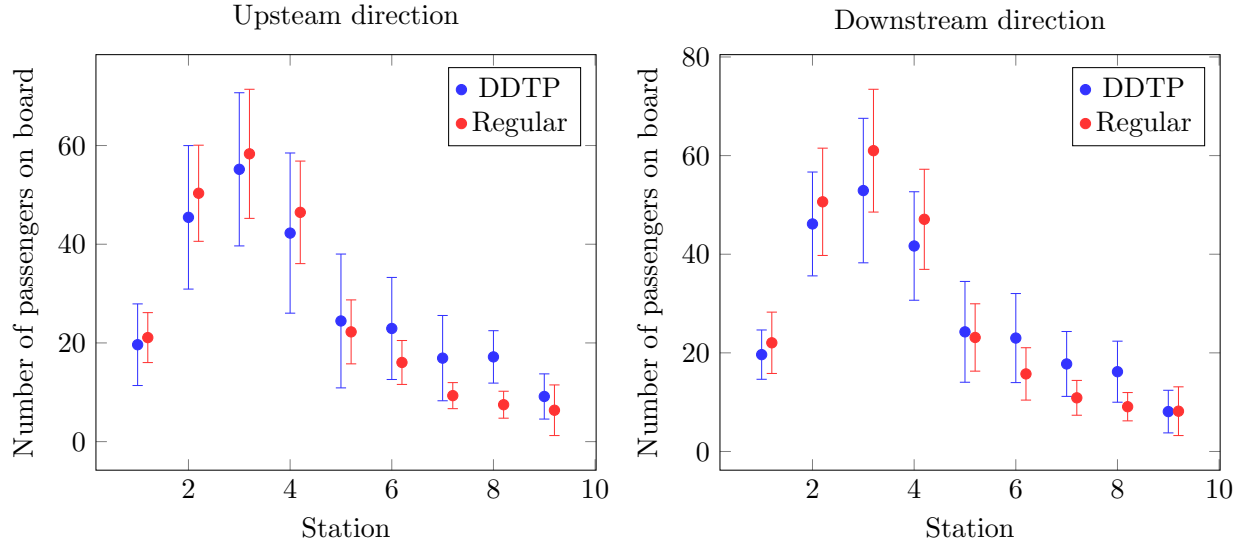 Upsteam direction
Number of passengers on board
60
40
20
0
2 4 6 8 10
Station
DDTP
Regular
Downstream direction
Number of passengers on board
80
60
40
20
0
2 4 6 8 10
Station
DDTP
Regular